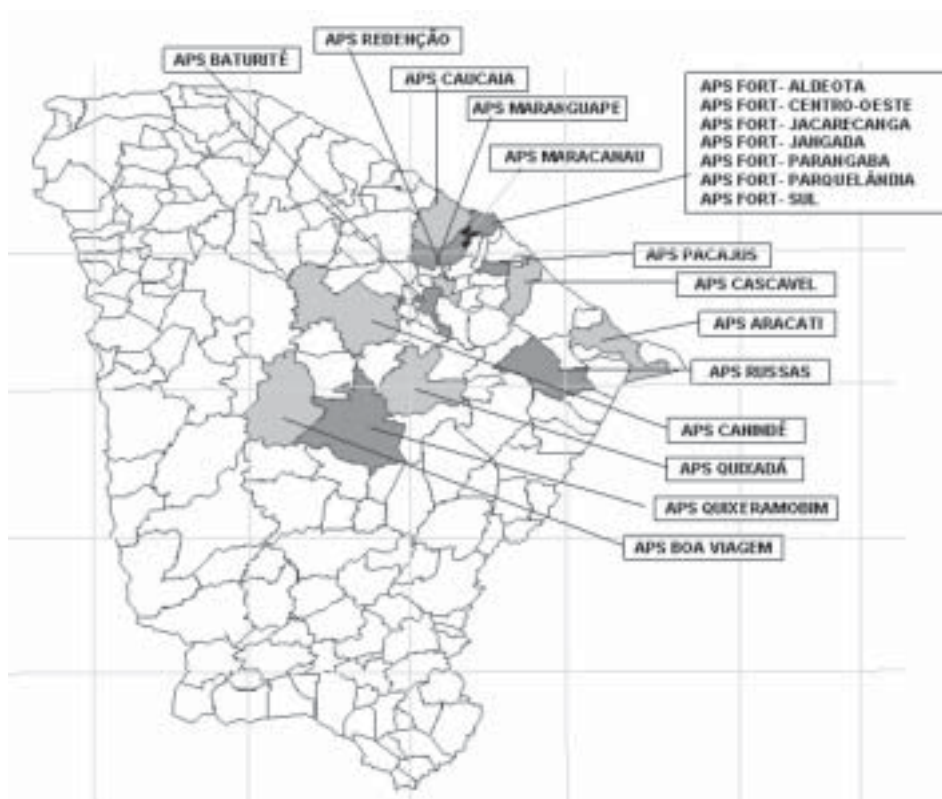 APS REDENÇÃO
APS BATURITÉ
APS CAUCAIA
APS MARANGUAPE
APS MARACANAU
APS FORT- ALDEOTA
APS FORT- CENTRO-OESTE
APS FORT- JACARECANGA
APS FORT- JANGADA
APS FORT- PARANGABA
APS FORT- PARQUELÂNDIA
APS FORT- SUL
APS PACAJUS
APS CASCAVEL
APS ARACATI
APS RUSSAS
APS CANINDÉ
APS QUIXADÁ
APS QUIXERAMOBIM
APS BOA VIAGEM